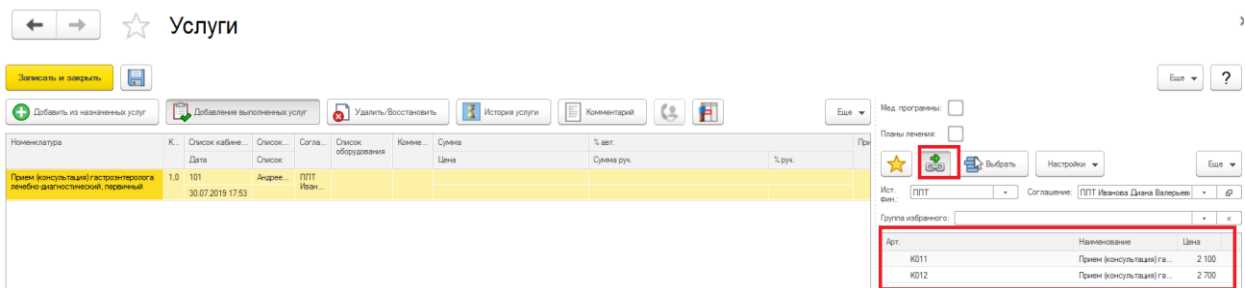 Услуги
Записать и закрыть
Еще
?
Добавить из назначенных услуг
Добавление выполненных услуг
Удалить/Восстановить
История услуги
Комментарий
Еще
Мед. программы:
Планы лечения:
Номенклатура К... Список кабине... Список... Согла... Список оборудования Комме... Сумма % авт. При
Дата Список Цена Сумма руч. % руч.
Прием (консультация) гастроэнтеролога 1,0 101 Андрее... ППТ
лечебно-диагностический, первичный 30.07.2019 17:53 Иван...
Выбрать
Настройки
Еще
Ист. фин.: ППТ Соглашение: ППТ Иванова Диана Валерьев
Группа избранного:
Арт. Наименование Цена
К011 Прием (консультация) га... 2 100
К012 Прием (консультация) га... 2 700